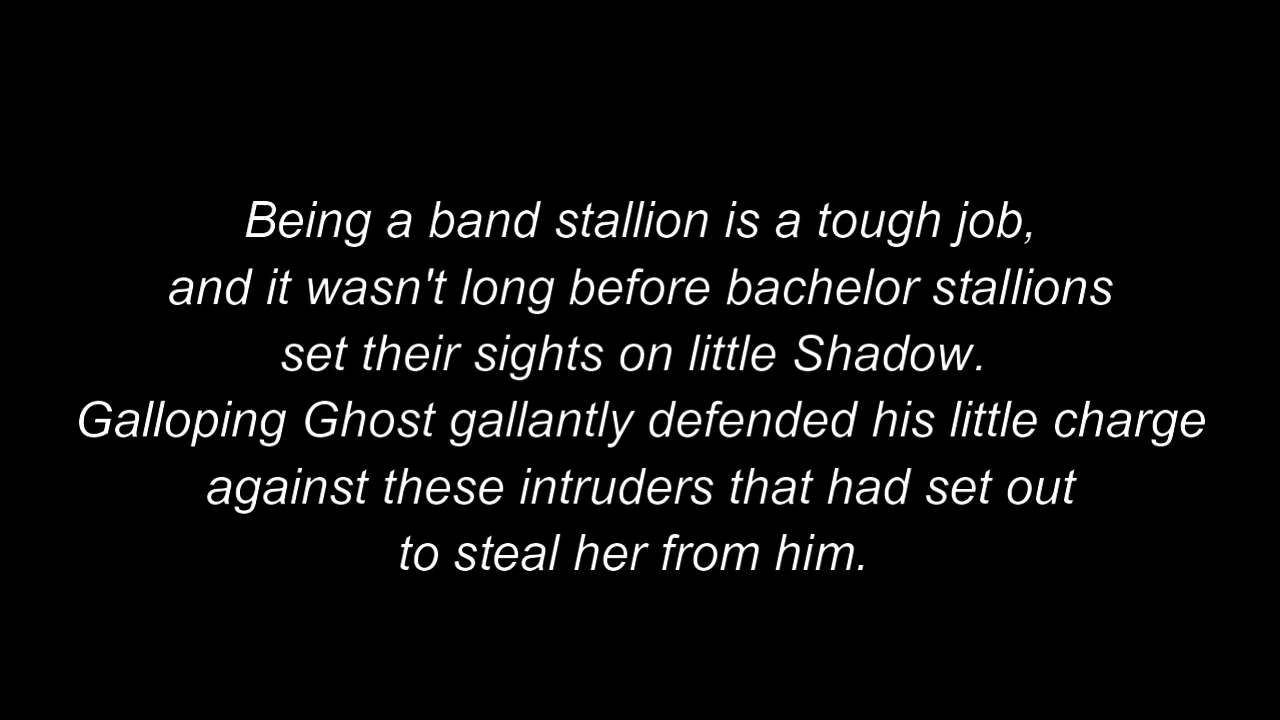 Being a band stallion is a tough job,
and it wasn't long before bachelor stallions
set their sights on little Shadow.
Galloping Ghost gallantly defended his little charge
against these intruders that had set out
to steal her from him.